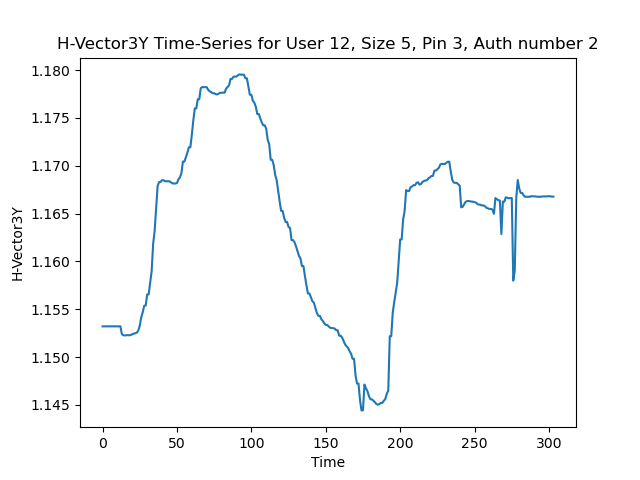 H-Vector3Y Time-Series for User 12, Size 5, Pin 3, Auth number 2
1.180
1.175
1.170
1.165
1.160
1.155
1.150
1.145
H-Vector3Y
0 50 100 150 200 250 300
Time